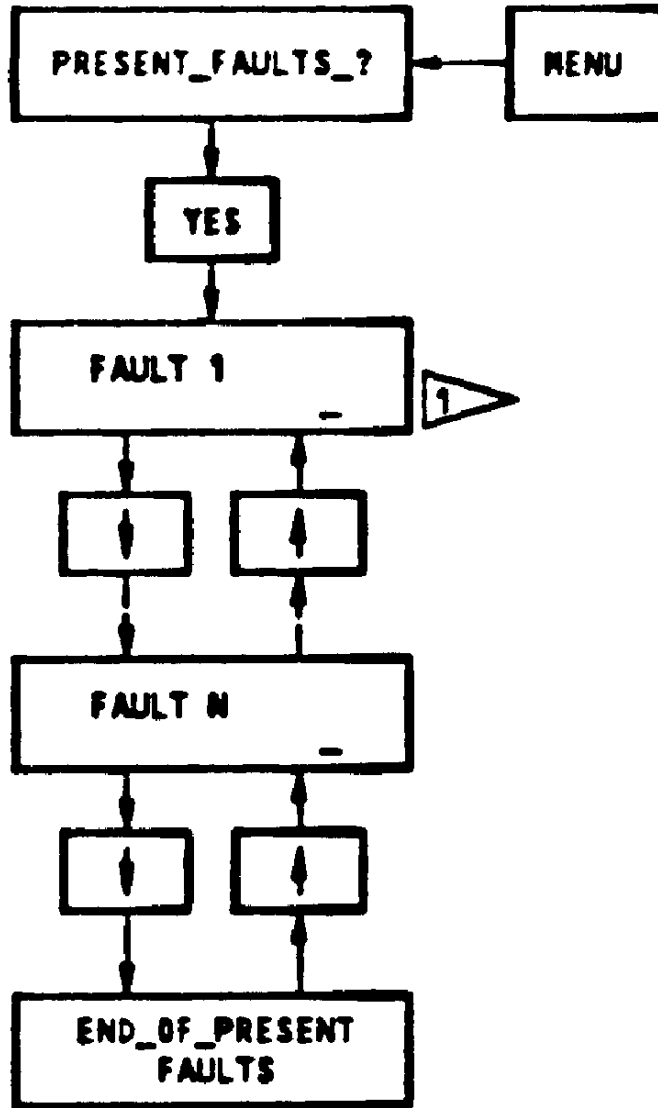 PRESENT_FAULTS_?
MENU
YES
FAULT 1
_
1
FAULT N
_
END_OF_PRESENT
FAULTS